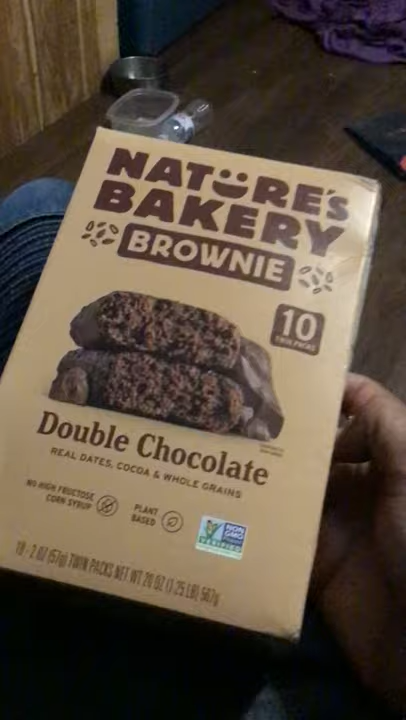 NATURE'S
BAKERY
BROWNIE
10
TWIN PACKS
Double Chocolate
REAL DATES, COCOA & WHOLE GRAINS
NO HIGH FRUCTOSE
CORN SYRUP
PLANT
BASED
NON
GMO
VERIFIED
10 - 2 OZ (57g) TWIN PACKS NET WT 20 OZ (1.25 LB) 567g